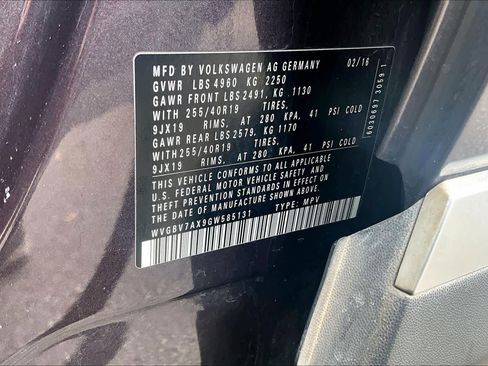 MFD BY VOLKSWAGEN AG GERMANY 02/16
GVWR LBS 4960 KG 2250
GAWR FRONT LBS 2491, KG .1130
WITH 255/40R19 TIRES,
9JX19 RIMS, AT 280 KPA, 41 PSI COLD
GAWR REAR LBS 2579, KG 1170
WITH 255/40R19 TIRES,
9JX19 RIMS, AT 280 KPA, 41 PSI COLD
THIS VEHICLE CONFORMS TO ALL APPLICABLE
U.S. FEDERAL MOTOR VEHICLE SAFETY AND
THEFT PREVENTION STANDARDS IN EFFECT ON
THE DATE OF MANUFACTURE SHOWN ABOVE
WVGBV7AX9GW585131 TYPE: MPV
6030697 3059 1